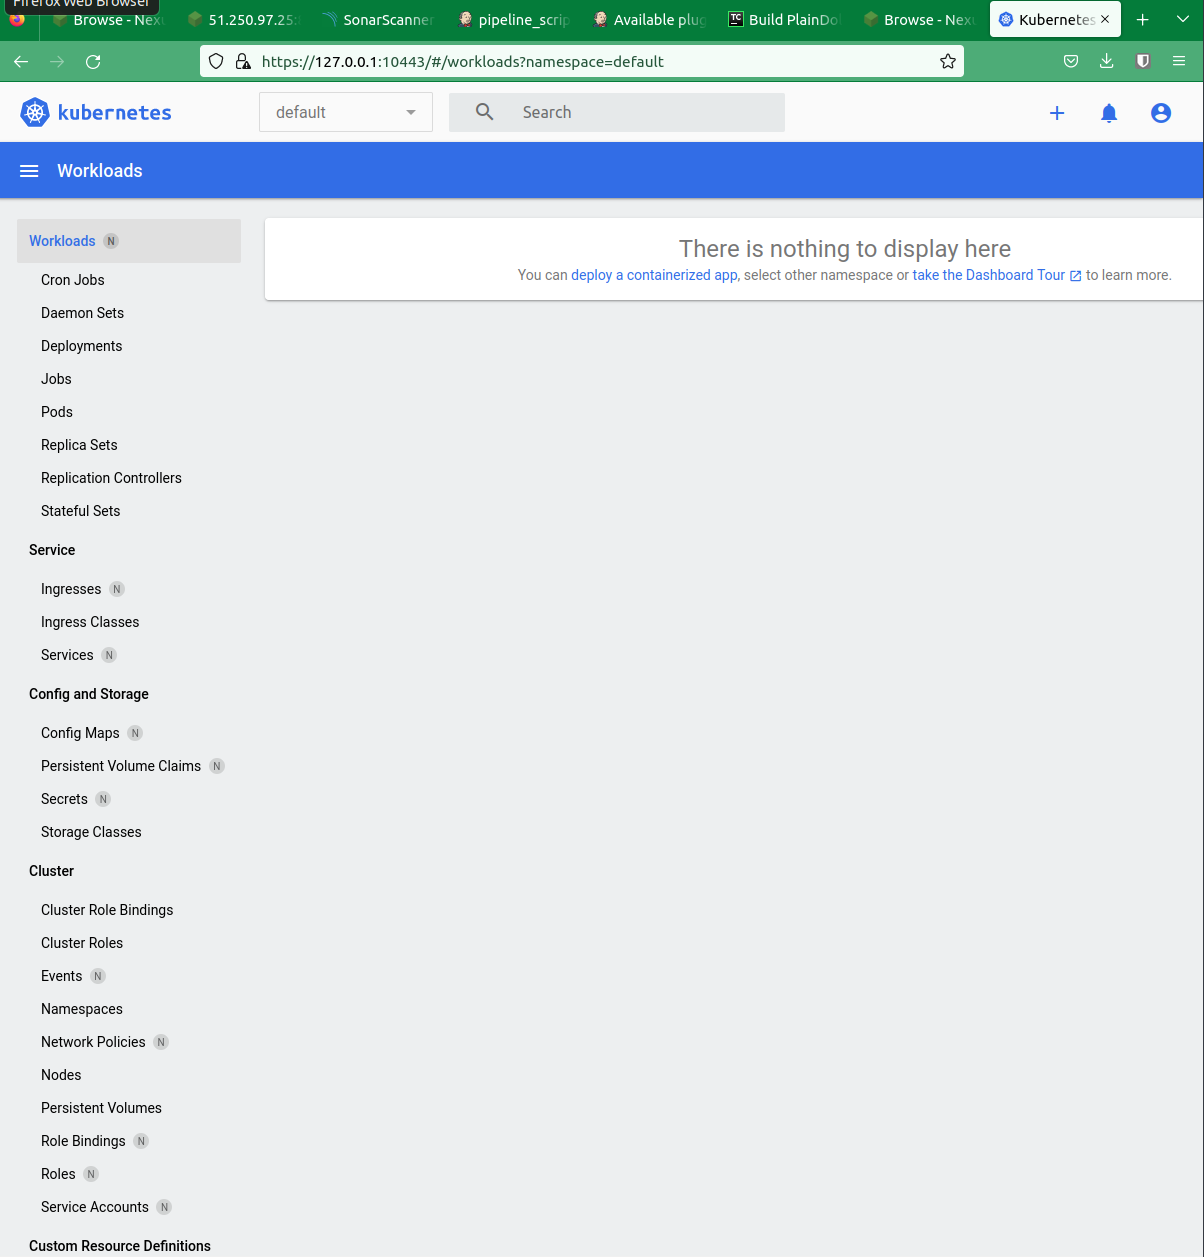 Firefox Web Browser
Browse - Nexu
51.250.97.25:
SonarScanner
pipeline_scrip
Available plug
TC
Build PlainDo
Browse - Nexu
Kubernetes
https://127.0.0.1:10443/#/workloads?namespace=default
kubernetes
default
Search
Workloads
Workloads N
There is nothing to display here
You can deploy a containerized app, select other namespace or take the Dashboard Tour to learn more.
Cron Jobs
Daemon Sets
Deployments
Jobs
Pods
Replica Sets
Replication Controllers
Stateful Sets
Service
Ingresses N
Ingress Classes
Services N
Config and Storage
Config Maps N
Persistent Volume Claims N
Secrets N
Storage Classes
Cluster
Cluster Role Bindings
Cluster Roles
Events N
Namespaces
Network Policies N
Nodes
Persistent Volumes
Role Bindings N
Roles N
Service Accounts N
Custom Resource Definitions